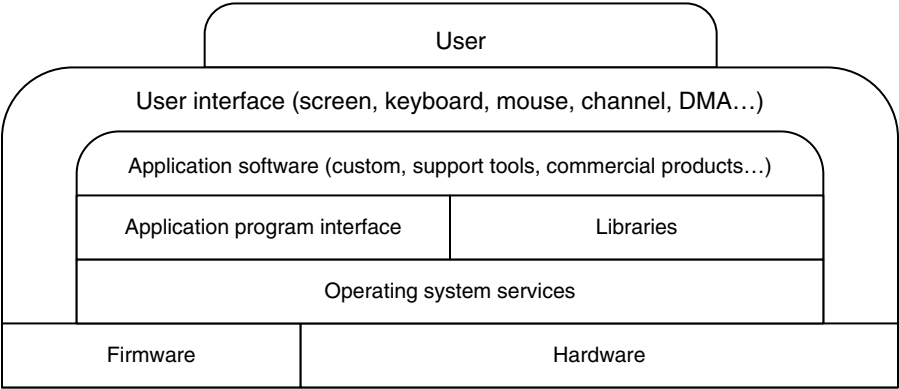 User
User interface (screen, keyboard, mouse, channel, DMA…)
Application software (custom, support tools, commercial products…)
Application program interface
Libraries
Operating system services
Firmware
Hardware